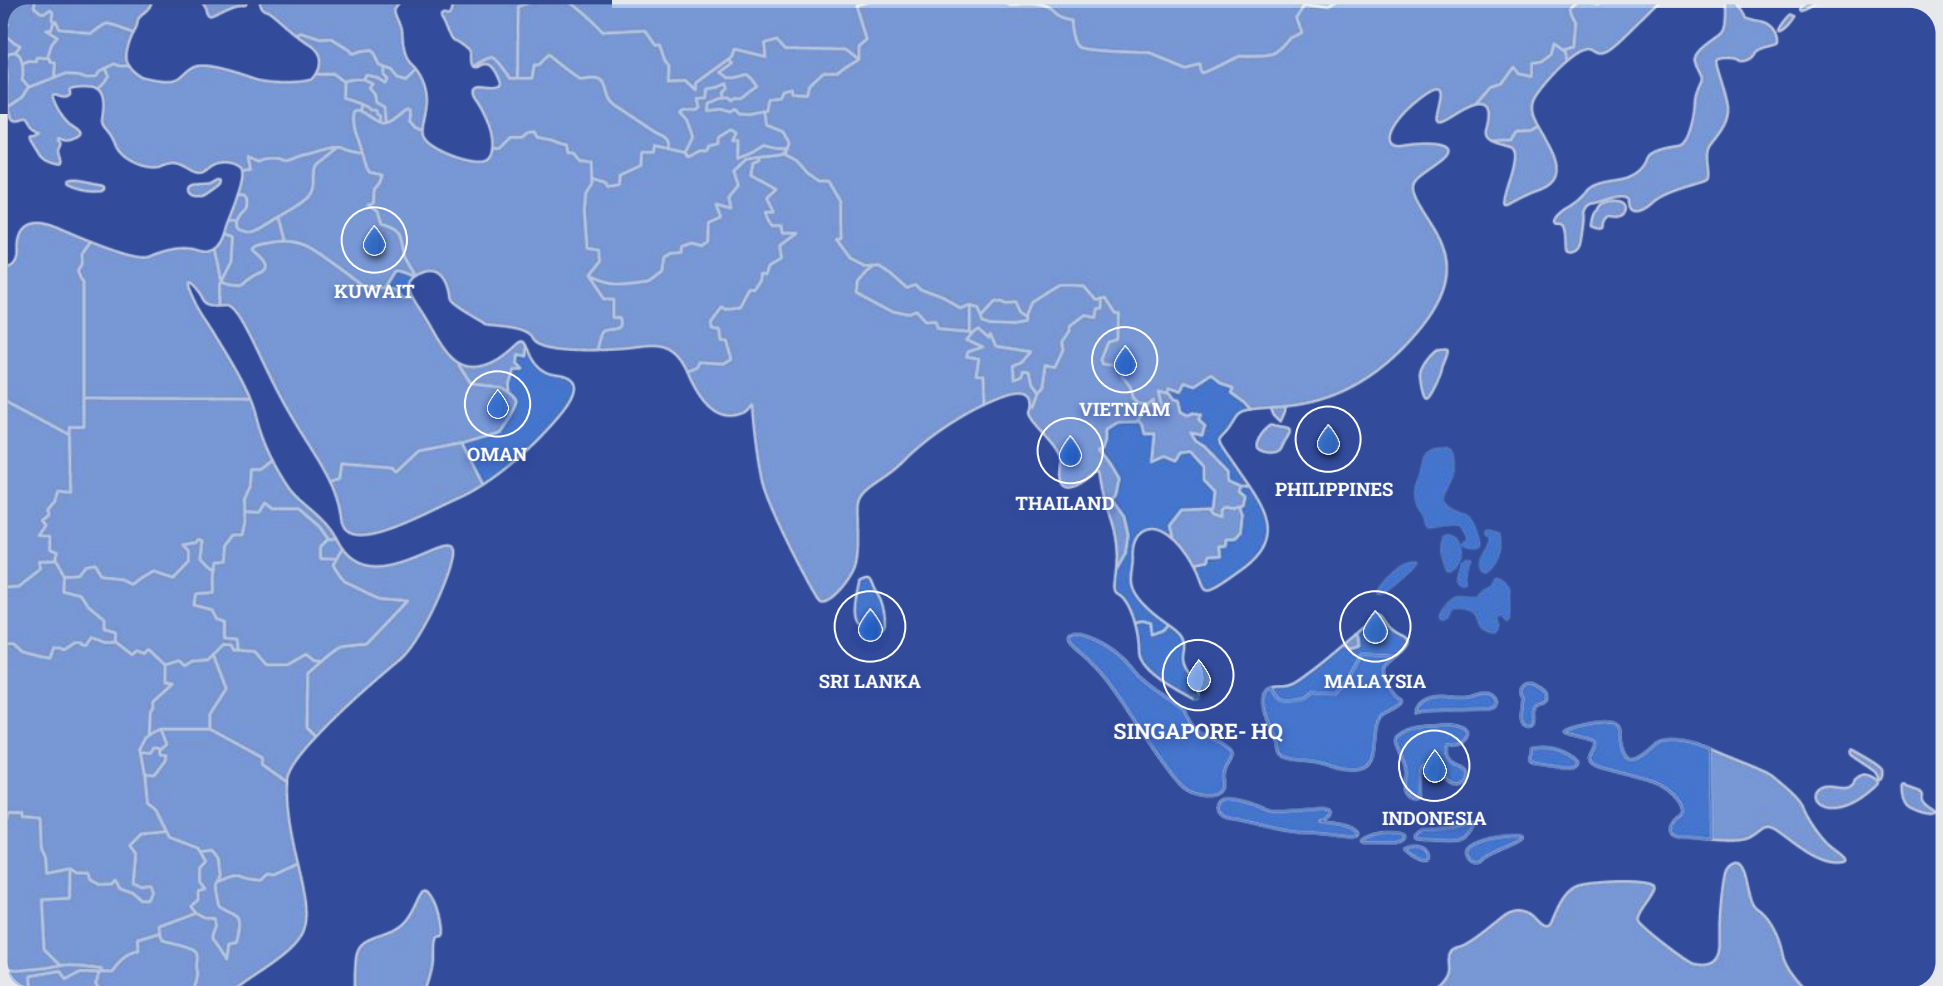 KUWAIT
VIETNAM
OMAN
PHILIPPINES
THAILAND
SRI LANKA
MALAYSIA
SINGAPORE- HQ
INDONESIA